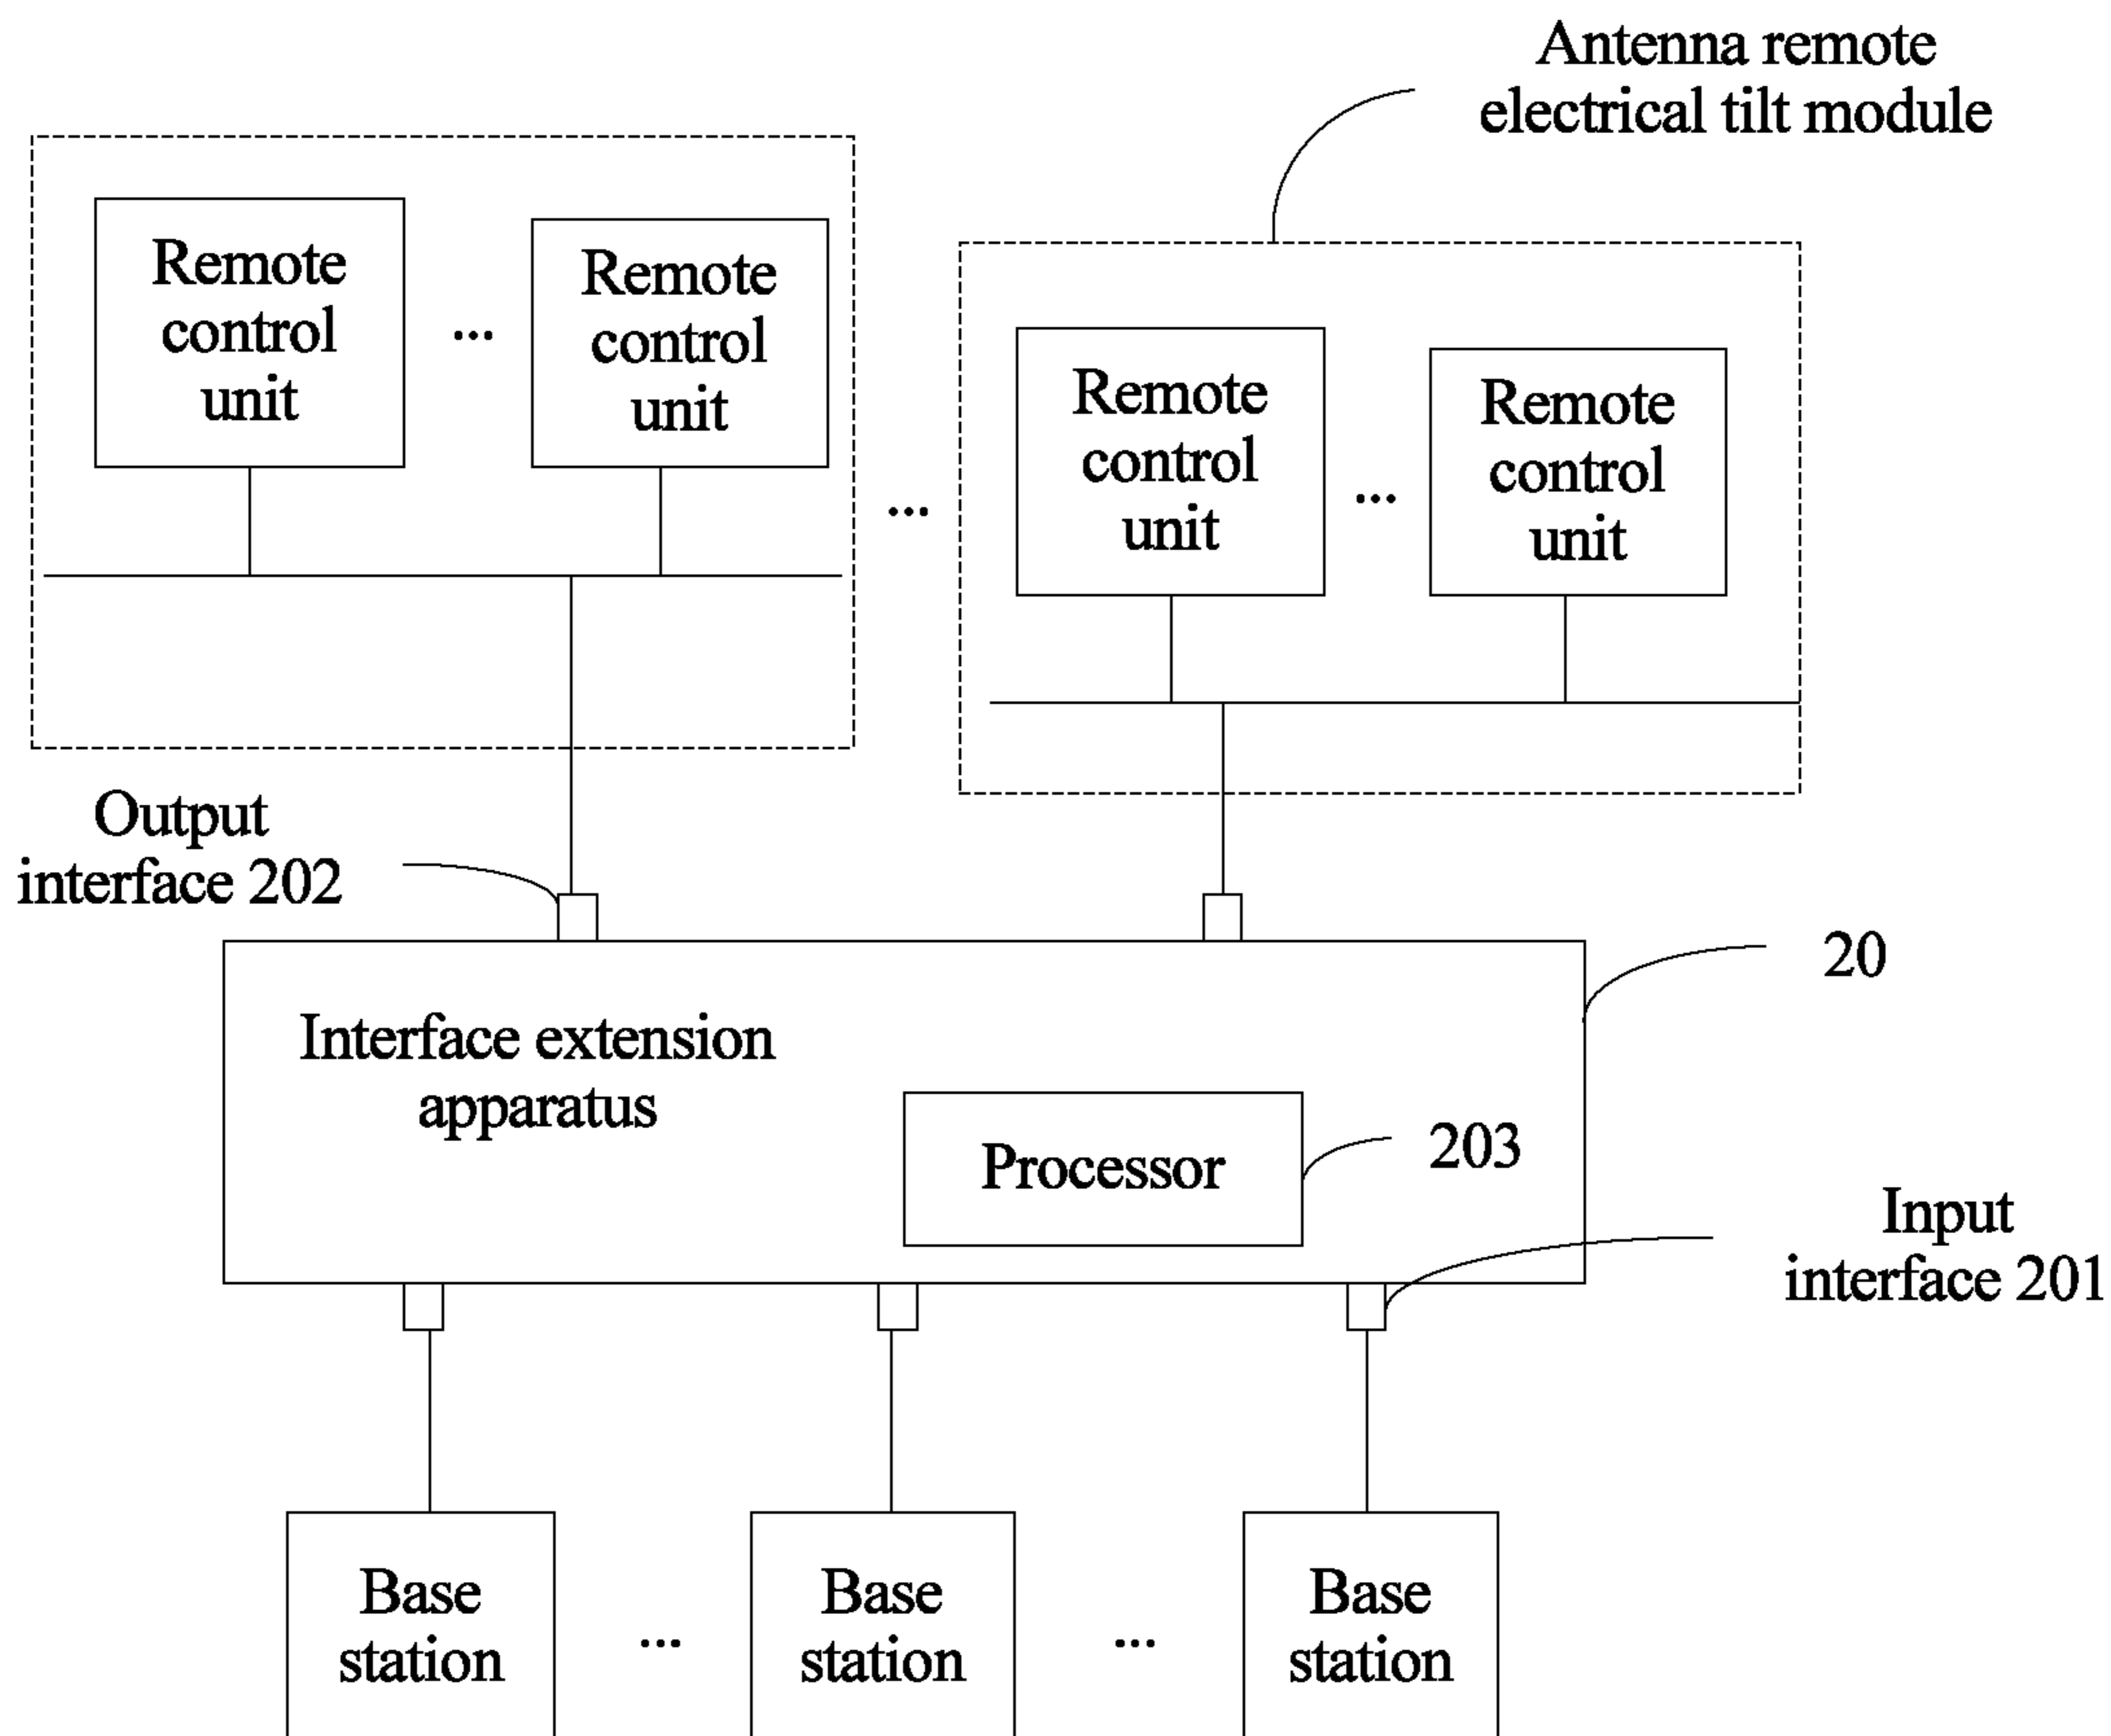 Antenna remote
electrical tilt module
Remote
control
unit
...
Remote
control
unit
...
Remote
control
unit
...
Remote
control
unit
Output
interface 202
20
Interface extension
apparatus
Processor
203
Input
interface 201
Base
station
...
Base
station
...
Base
station